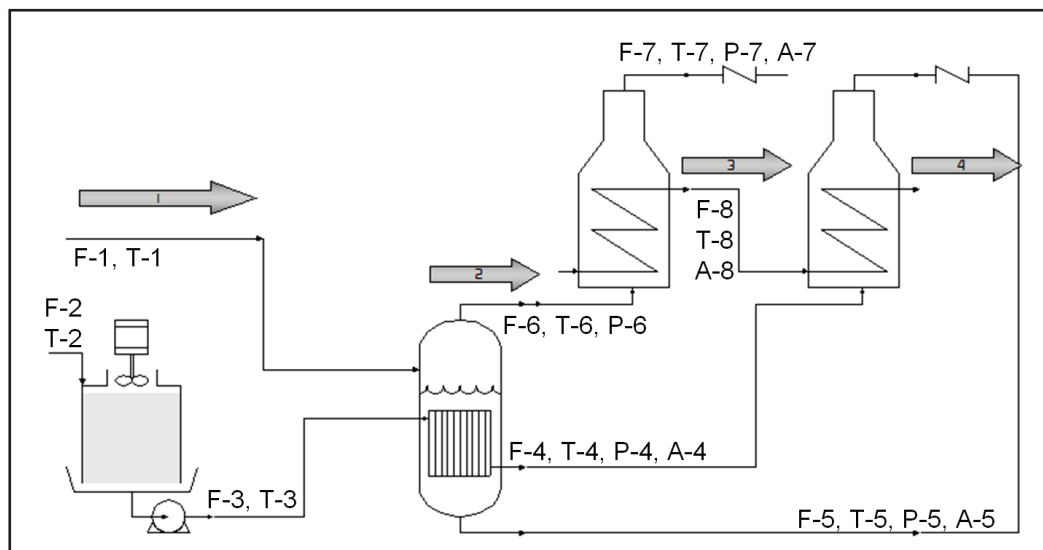 F-7, T-7, P-7, A-7
3
4
1
F-8
T-8
A-8
F-1, T-1
2
F-2
T-2
F-6, T-6, P-6
F-4, T-4, P-4, A-4
F-3, T-3
F-5, T-5, P-5, A-5